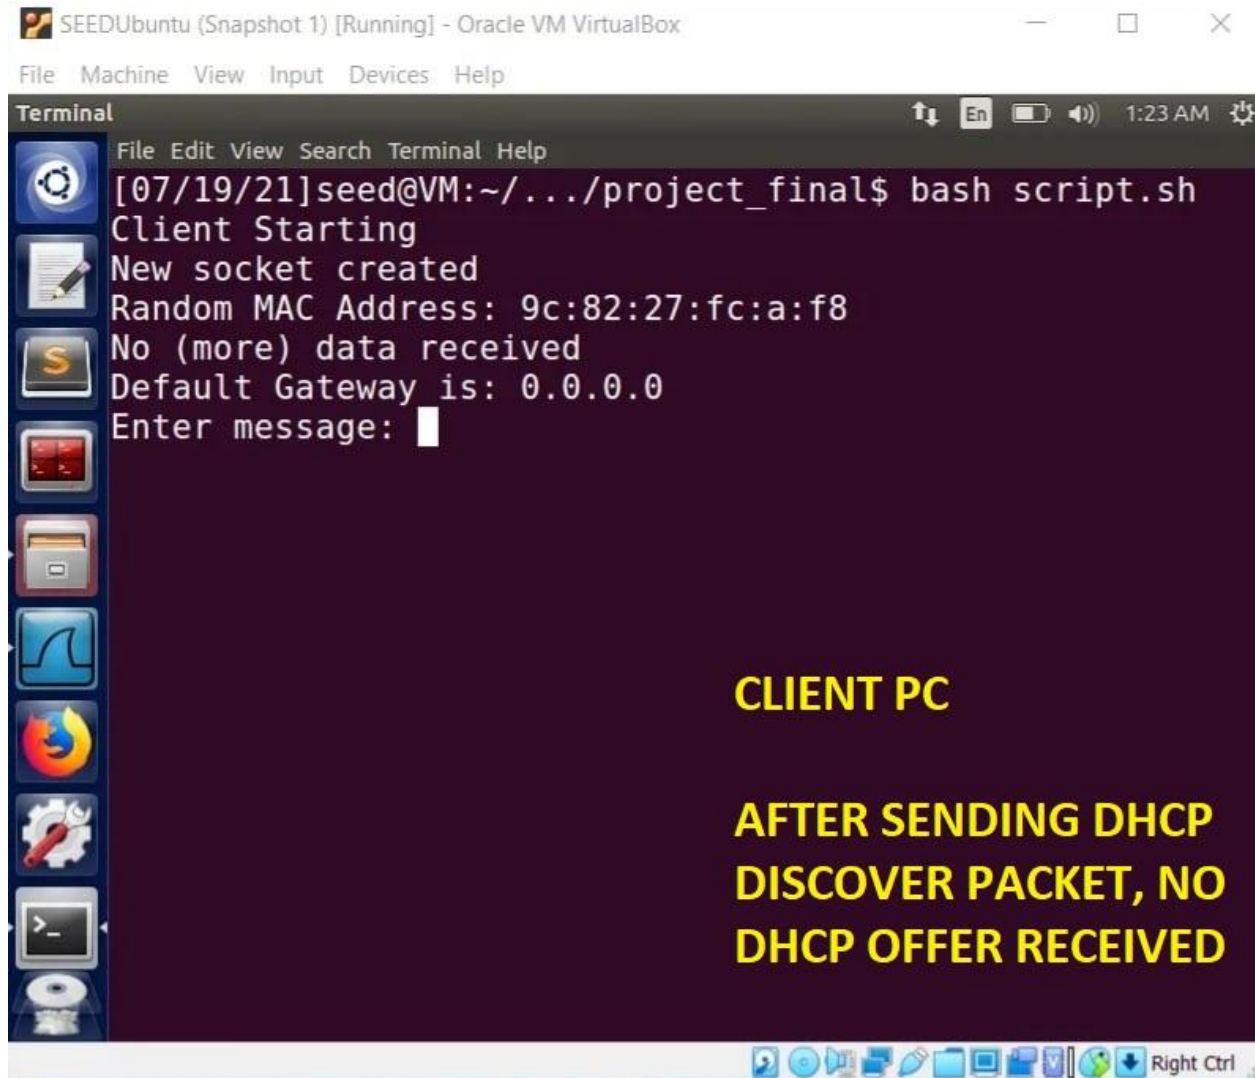 SEEDUbuntu (Snapshot 1) [Running] - Oracle VM VirtualBox
File Machine View Input Devices Help
Terminal En 1:23 AM
File Edit View Search Terminal Help
[07/19/21]seed@VM:~/.../project_final$ bash script.sh
Client Starting
New socket created
Random MAC Address: 9c:82:27:fc:a:f8
No (more) data received
Default Gateway is: 0.0.0.0
Enter message:
CLIENT PC
AFTER SENDING DHCP
DISCOVER PACKET, NO
DHCP OFFER RECEIVED
Right Ctrl